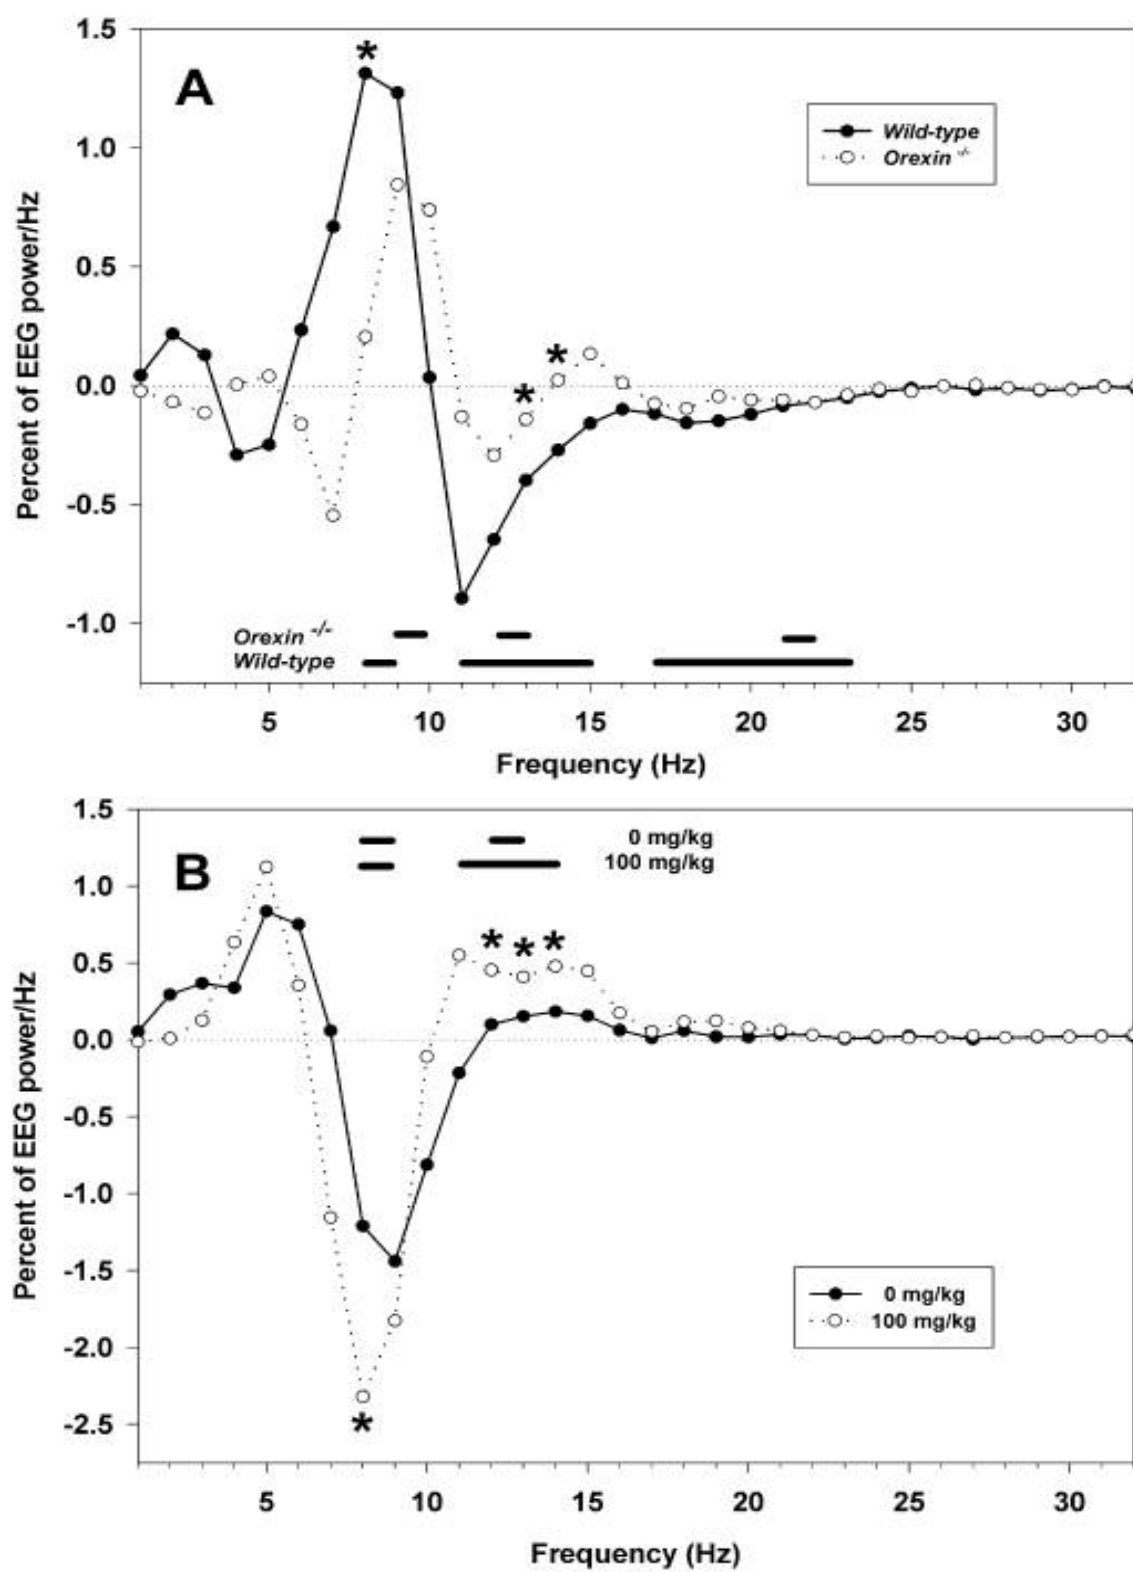 1.5
A
*
Wild-type
Orexin -/-
1.0
0.5
0.0
-0.5
-1.0
* *
Percent of EEG power/Hz
Orexin -/-
Wild-type
5 10 15 20 25 30
Frequency (Hz)
1.5
B
0 mg/kg
100 mg/kg
1.0
0.5
0.0
-0.5
-1.0
-1.5
-2.0
-2.5
* * *
Percent of EEG power/Hz
0 mg/kg
100 mg/kg
*
5 10 15 20 25 30
Frequency (Hz)